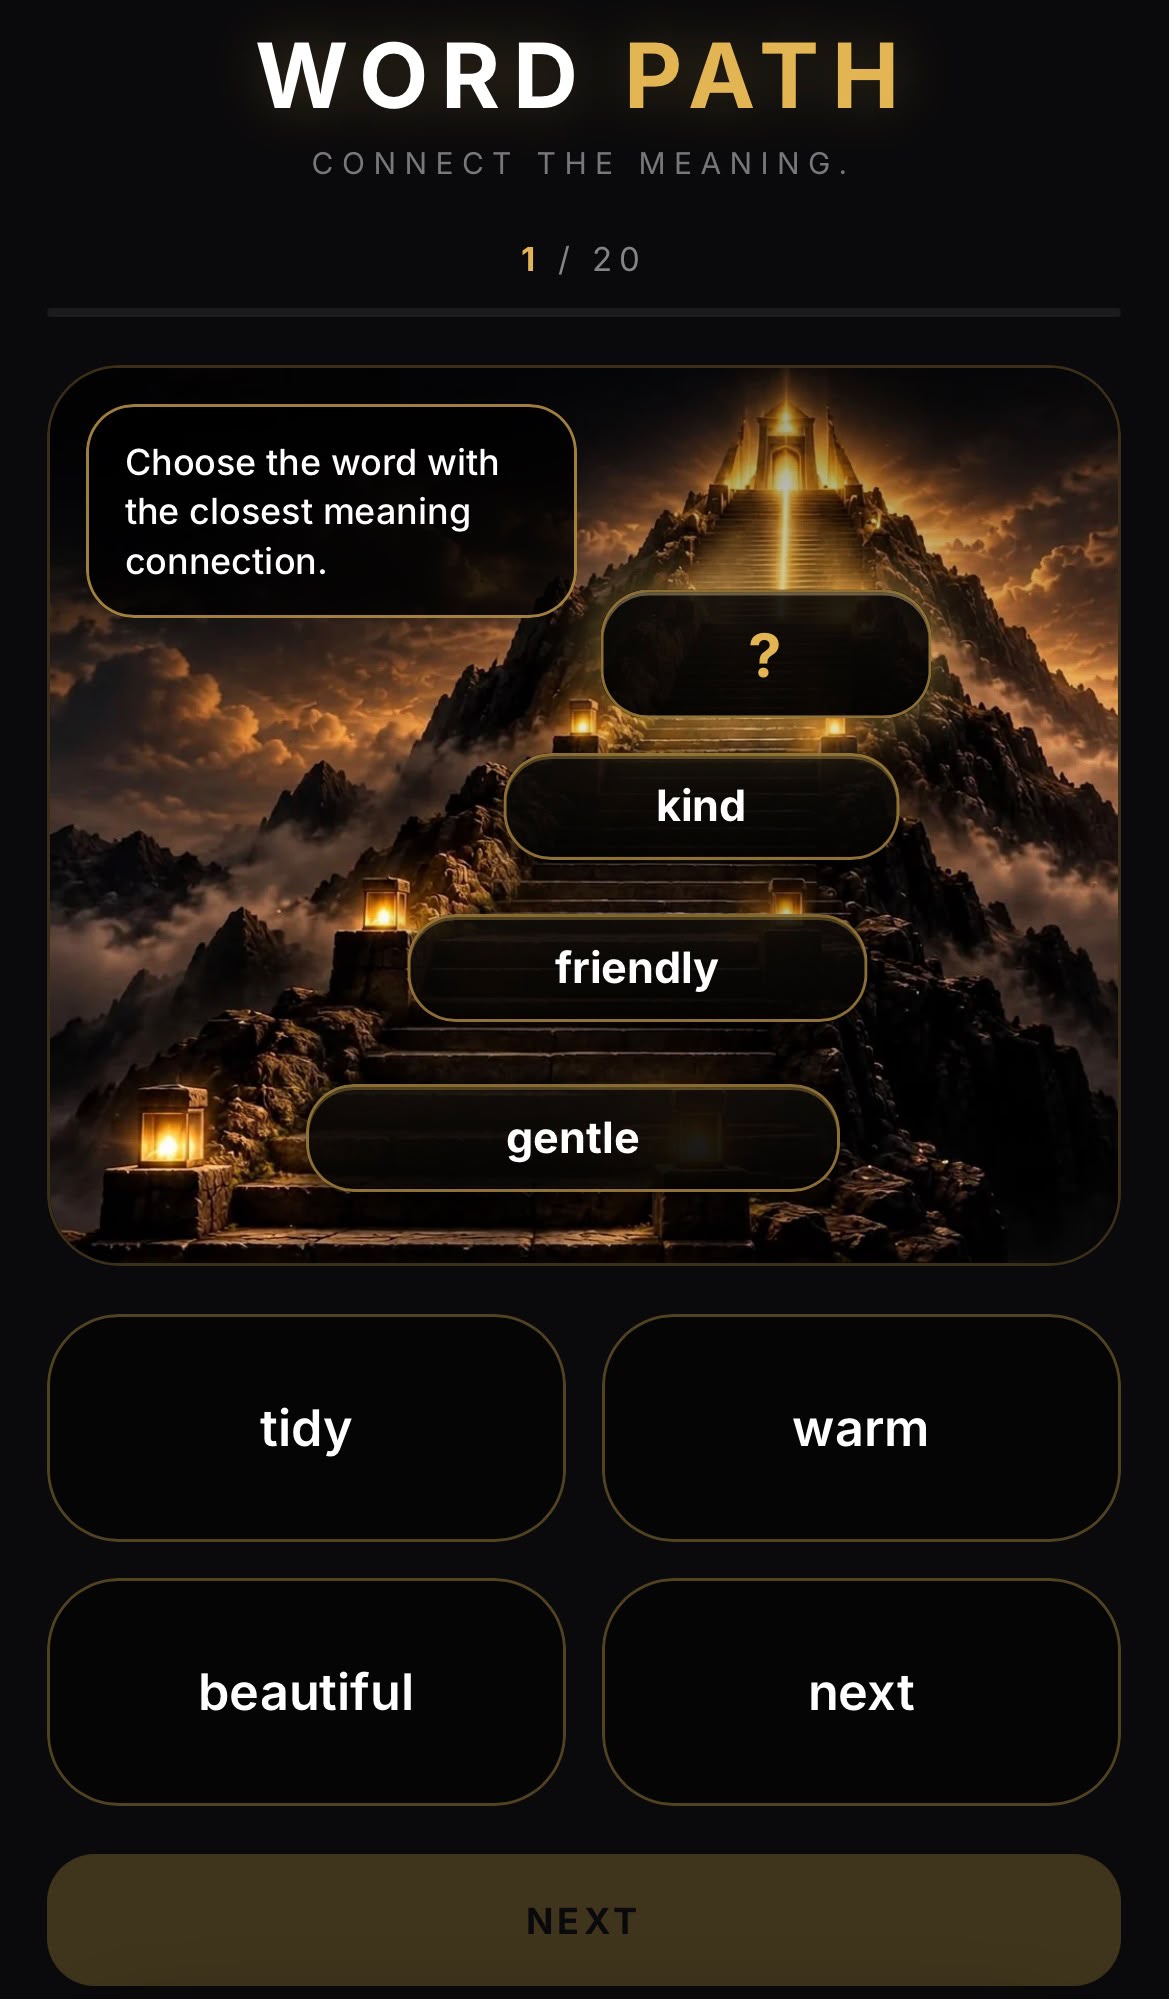 WORD PATH
CONNECT THE MEANING.
1 / 20
Choose the word with
the closest meaning
connection.
?
kind
friendly
gentle
tidy
warm
beautiful
next
NEXT